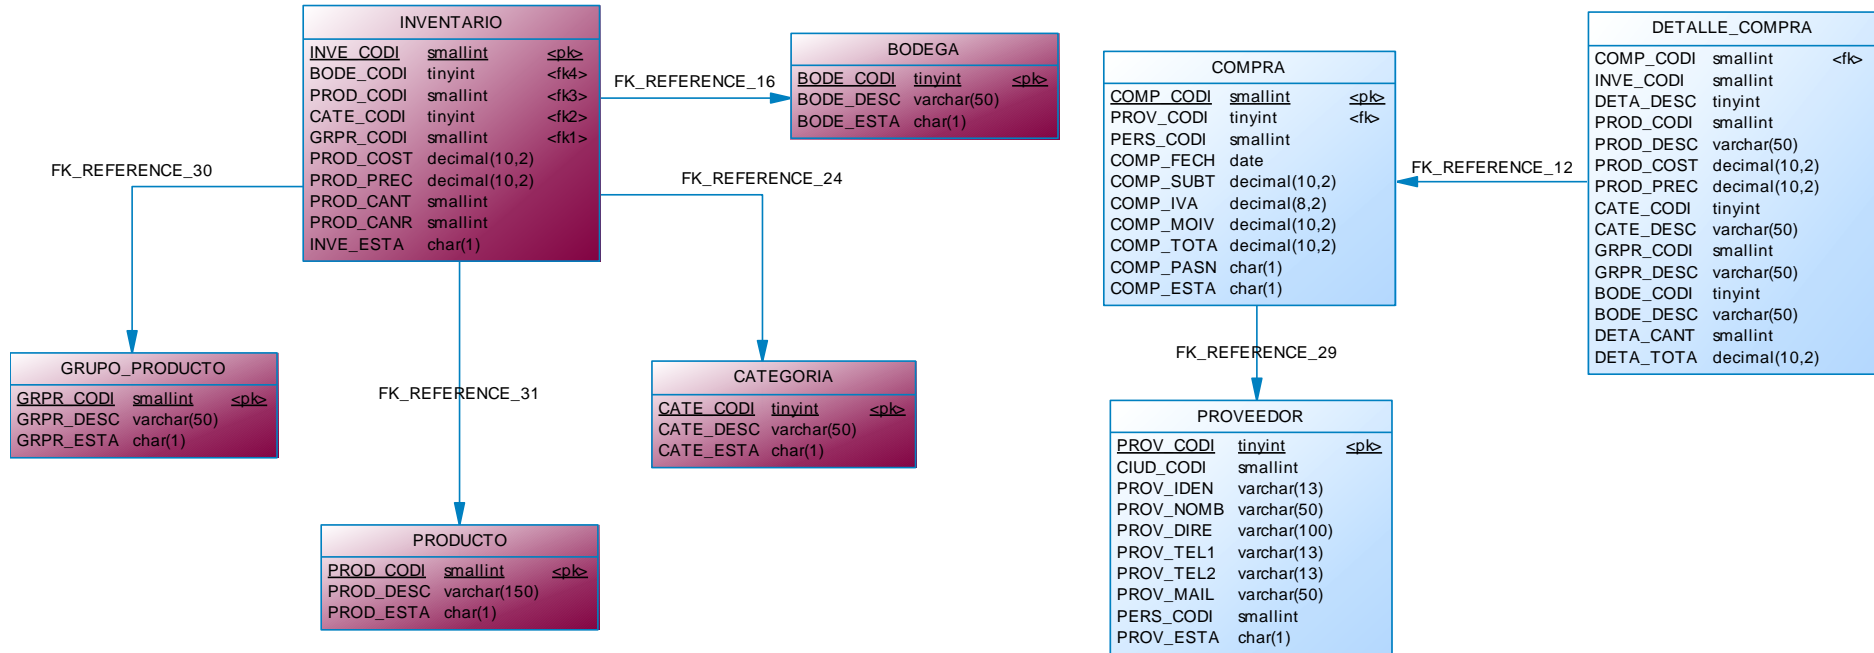 INVENTARIO
INVE_CODI smallint <pk>
BODE_CODI tinyint <fk4>
PROD_CODI smallint <fk3>
CATE_CODI tinyint <fk2>
GRPR_CODI smallint <fk1>
PROD_COST decimal(10,2)
PROD_PREC decimal(10,2)
PROD_CANT smallint
PROD_CANR smallint
INVE_ESTA char(1)
FK_REFERENCE_16
BODEGA
BODE_CODI tinyint <pk>
BODE_DESC varchar(50)
BODE_ESTA char(1)
FK_REFERENCE_30
FK_REFERENCE_24
FK_REFERENCE_31
GRUPO_PRODUCTO
GRPR_CODI smallint <pk>
GRPR_DESC varchar(50)
GRPR_ESTA char(1)
CATEGORIA
CATE_CODI tinyint <pk>
CATE_DESC varchar(50)
CATE_ESTA char(1)
PRODUCTO
PROD_CODI smallint <pk>
PROD_DESC varchar(150)
PROD_ESTA char(1)
COMPRA
COMP_CODI smallint <pk>
PROV_CODI tinyint <fk>
PERS_CODI smallint
COMP_FECH date
COMP_SUBT decimal(10,2)
COMP_IVA decimal(8,2)
COMP_MOIV decimal(10,2)
COMP_TOTA decimal(10,2)
COMP_PASN char(1)
COMP_ESTA char(1)
FK_REFERENCE_12
DETALLE_COMPRA
COMP_CODI smallint <fk>
INVE_CODI smallint
DETA_DESC tinyint
PROD_CODI smallint
PROD_DESC varchar(50)
PROD_COST decimal(10,2)
PROD_PREC decimal(10,2)
CATE_CODI tinyint
CATE_DESC varchar(50)
GRPR_CODI smallint
GRPR_DESC varchar(50)
BODE_CODI tinyint
BODE_DESC varchar(50)
DETA_CANT smallint
DETA_TOTA decimal(10,2)
FK_REFERENCE_29
PROVEEDOR
PROV_CODI tinyint <pk>
CIUD_CODI smallint
PROV_IDEN varchar(13)
PROV_NOMB varchar(50)
PROV_DIRE varchar(100)
PROV_TEL1 varchar(13)
PROV_TEL2 varchar(13)
PROV_MAIL varchar(50)
PERS_CODI smallint
PROV_ESTA char(1)